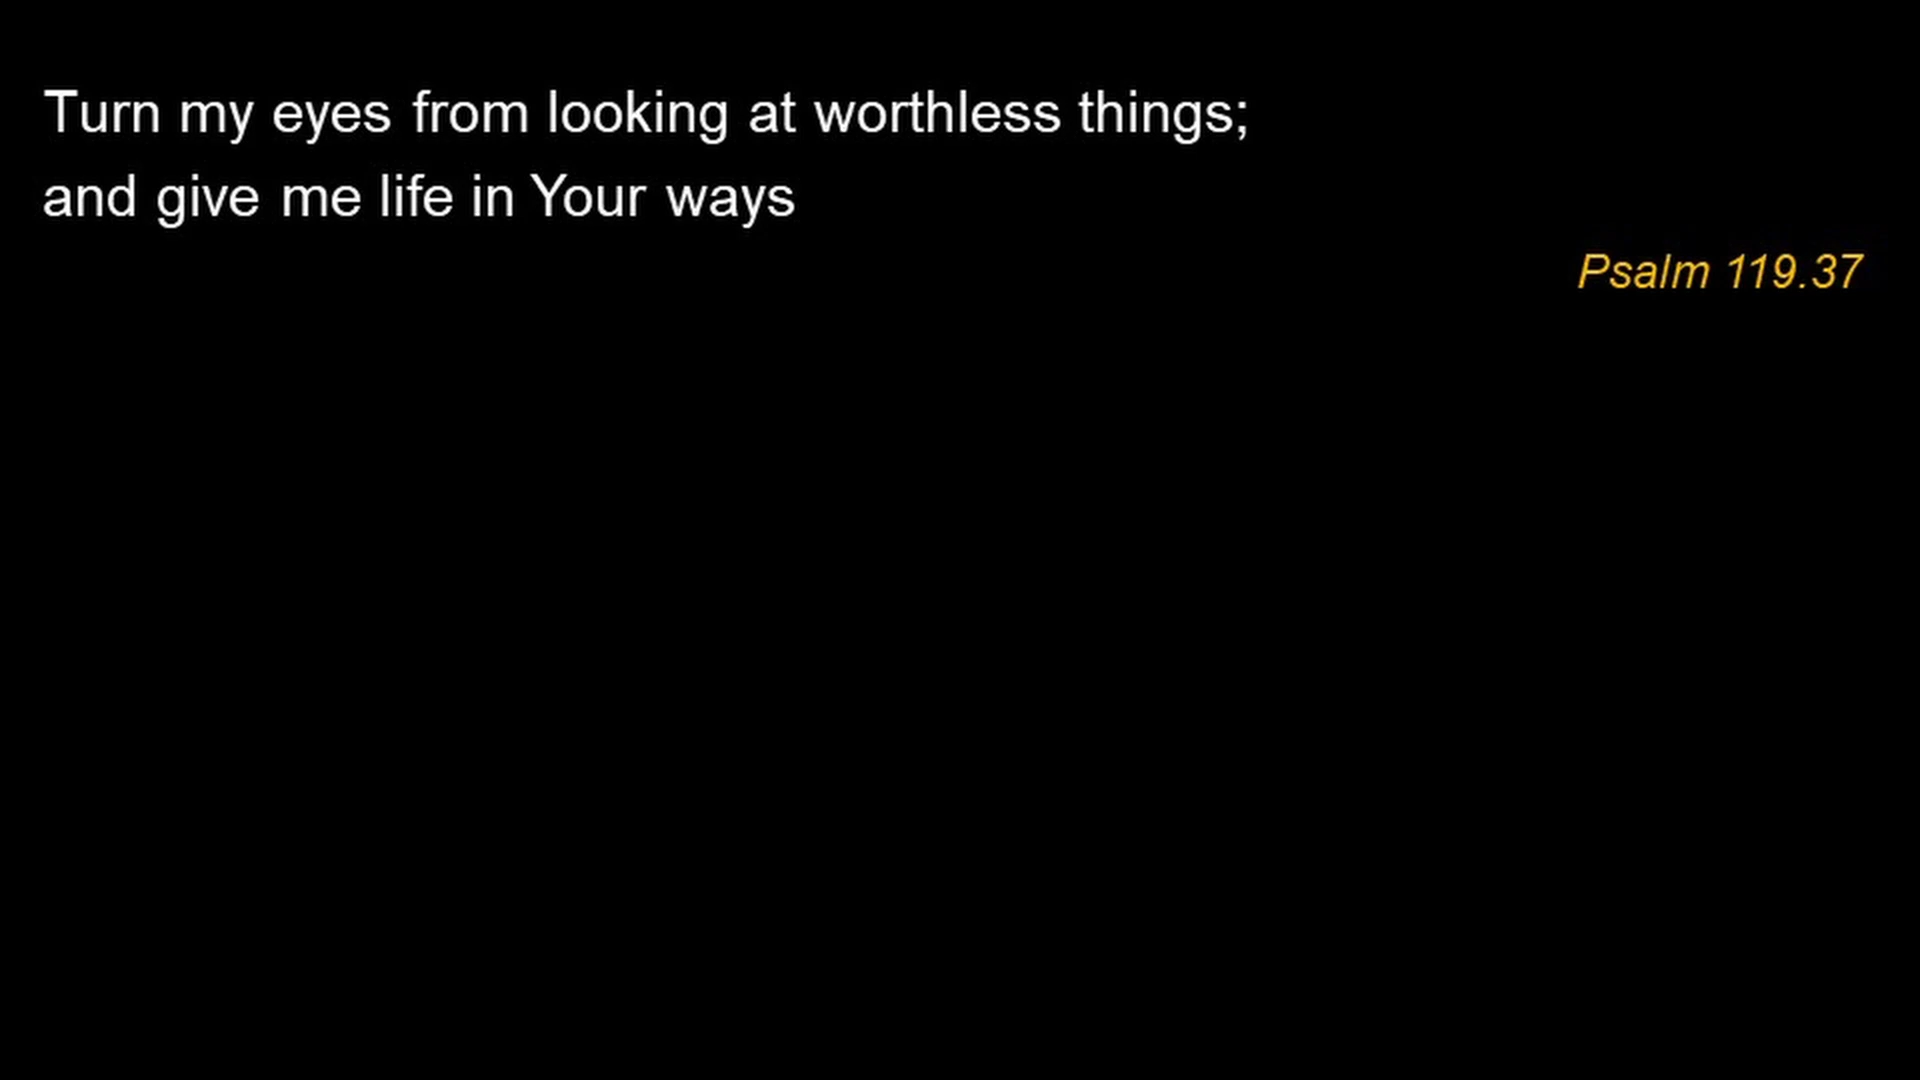 Turn my eyes from looking at worthless things;
and give me life in Your ways
Psalm 119.37